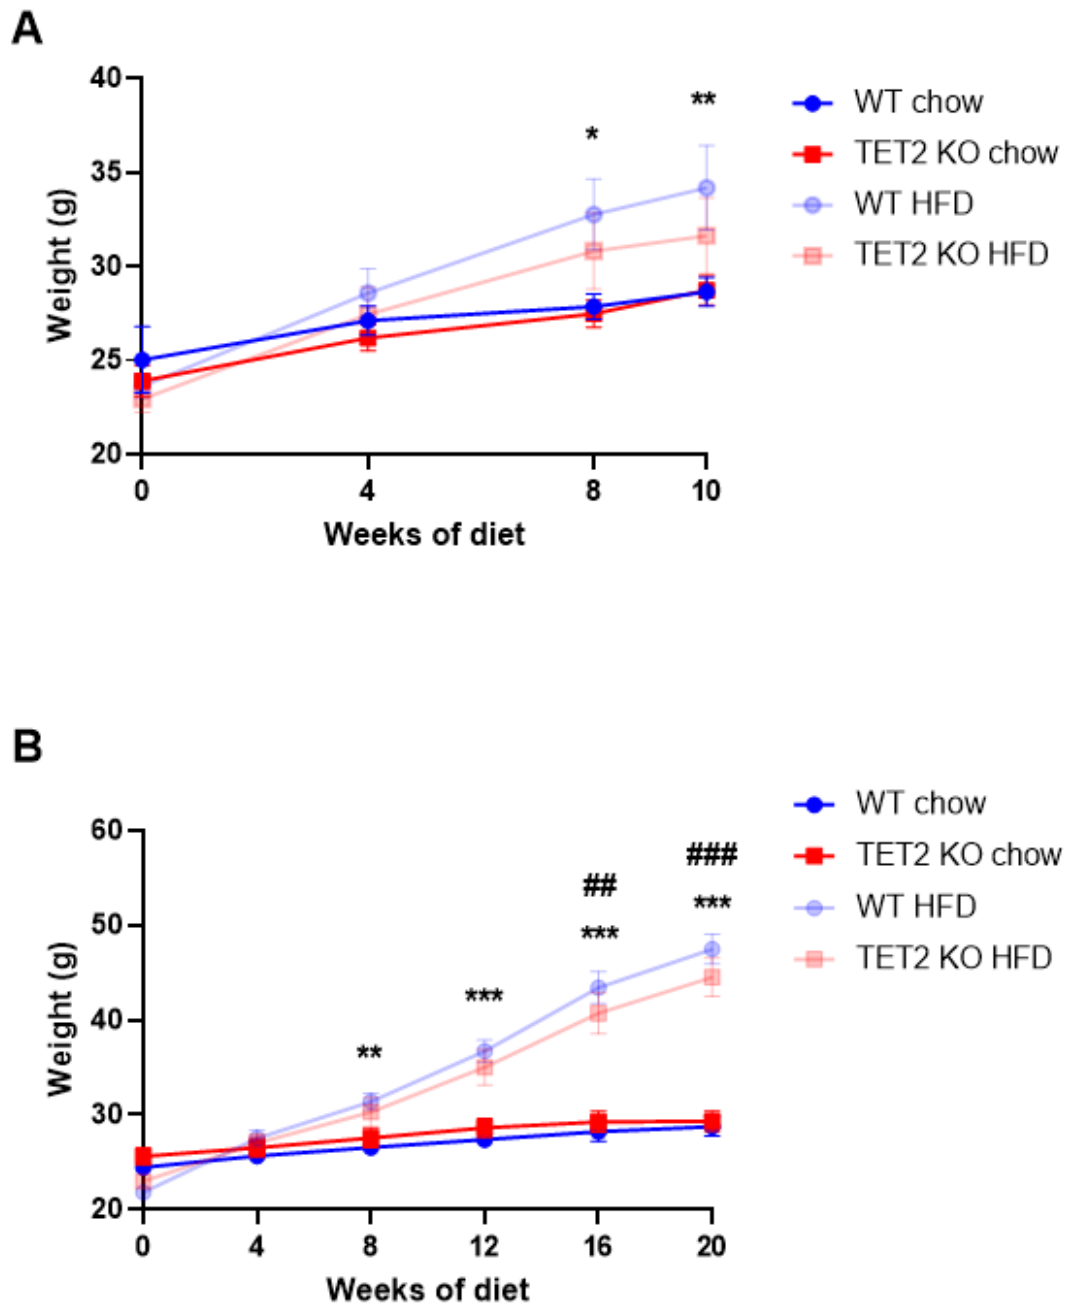 A
40
35
30
25
20
Weight (g)
*
**
0 4 8 10
Weeks of diet
WT chow
TET2 KO chow
WT HFD
TET2 KO HFD
B
60
50
40
30
20
Weight (g)
**
***
##
***
###
***
0 4 8 12 16 20
Weeks of diet
WT chow
TET2 KO chow
WT HFD
TET2 KO HFD